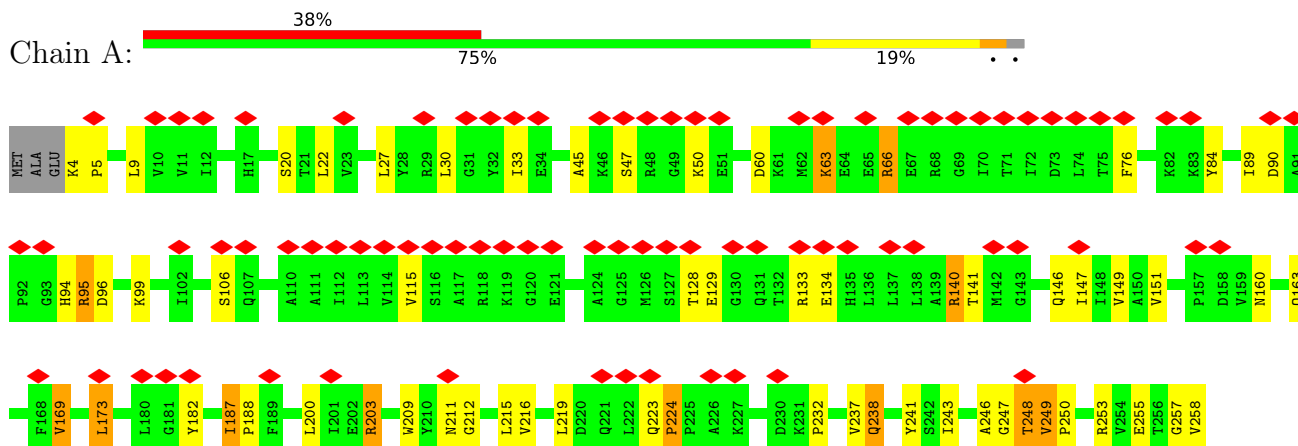 38%
Chain A:
75% 19% • •
MET ALA GLU K4 P5 L9 V10 V11 I12 H17 S20 T21 L22 V23 L27 Y28 R29 L30 G31 Y32 I33 E34 A45 K46 S47 R48 G49 K50 E51 D60 K61 M62 K63 E64 E65 R66 E67 R68 G69 I70 T71 I72 D73 L74 T75 F76 K82 K83 Y84 I89 D90 A91
P92 G93 H94 R95 D96 K99 I102 S106 Q107 A110 A111 I112 L113 V114 V115 S116 A117 R118 K119 G120 E121 A124 G125 M126 S127 T128 E129 G130 Q131 T132 R133 E134 H135 L136 L137 L138 A139 R140 T141 M142 G143 Q146 I147 I148 V149 A150 V151 P157 D158 V159 N160 Q163
F168 V169 L173 L180 G181 Y182 I187 P188 F189 L200 I201 E202 R203 W209 Y210 N211 G212 L215 V216 L219 D220 Q221 L222 Q223 P224 P225 A226 K227 D230 K231 P232 V237 Q238 Y241 S242 I243 A246 G247 T248 V249 P250 R253 V254 E255 T256 G257 V258